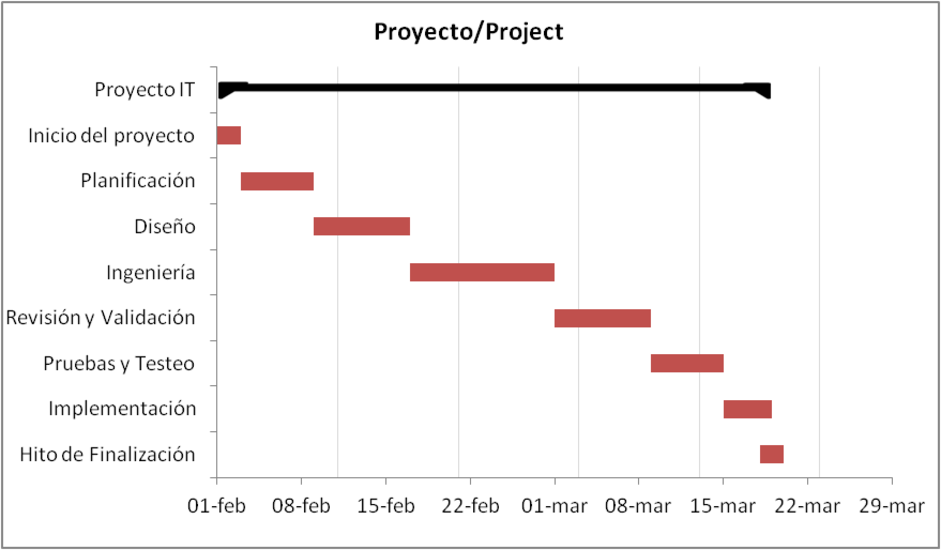 Proyecto/Project
Proyecto IT
Inicio del proyecto
Planificación
Diseño
Ingeniería
Revisión y Validación
Pruebas y Testeo
Implementación
Hito de Finalización
01-feb 08-feb 15-feb 22-feb 01-mar 08-mar 15-mar 22-mar 29-mar